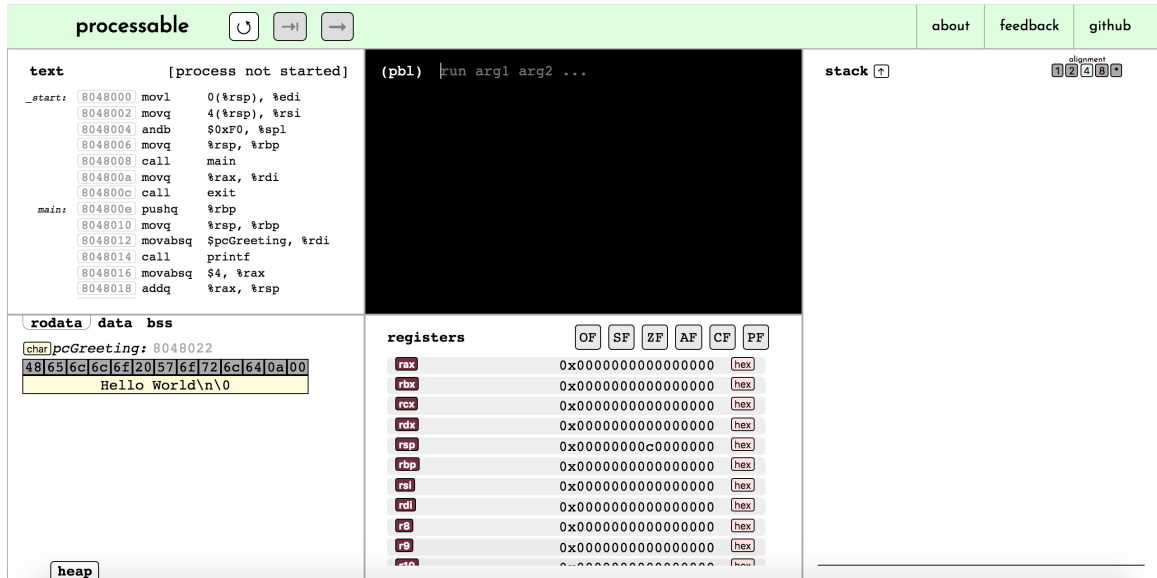 processable
about feedback github
text [process not started]
_start: 8048000 movl 0(%rsp), %edi
8048002 movq 4(%rsp), %rsi
8048004 andb $0xF0, %spl
8048006 movq %rsp, %rbp
8048008 call main
804800a movq %rax, %rdi
804800c call exit
main: 804800e pushq %rbp
8048010 movq %rsp, %rbp
8048012 movabsq $pcGreeting, %rdi
8048014 call printf
8048016 movabsq $4, %rax
8048018 addq %rax, %rsp
(pbl) run arg1 arg2 ...
stack ↑
alignment
1 2 4 8 *
rodata data bss
char pcGreeting: 8048022
48 65 6c 6c 6f 20 57 6f 72 6c 64 0a 00
Hello World\n\0
heap
registers OF SF ZF AF CF PF
rax 0x0000000000000000 hex
rbx 0x0000000000000000 hex
rcx 0x0000000000000000 hex
rdx 0x0000000000000000 hex
rsp 0x00000000c0000000 hex
rbp 0x0000000000000000 hex
rsi 0x0000000000000000 hex
rdi 0x0000000000000000 hex
r8 0x0000000000000000 hex
r9 0x0000000000000000 hex